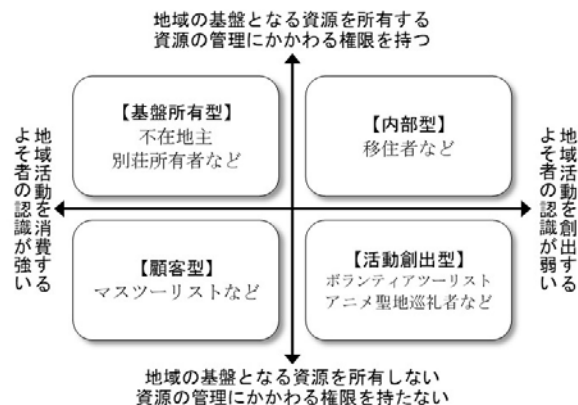 地域の基盤となる資源を所有する
資源の管理にかかわる権限を持つ
【基盤所有型】
不在地主
別荘所有者など
【内部型】
移住者など
地域活動を消費する
よそ者の認識が強い
地域活動を創出する
よそ者の認識が弱い
【顧客型】
マスツーリストなど
【活動創出型】
ボランティアツーリスト
アニメ聖地巡礼者など
地域の基盤となる資源を所有しない
資源の管理にかかわる権限を持たない